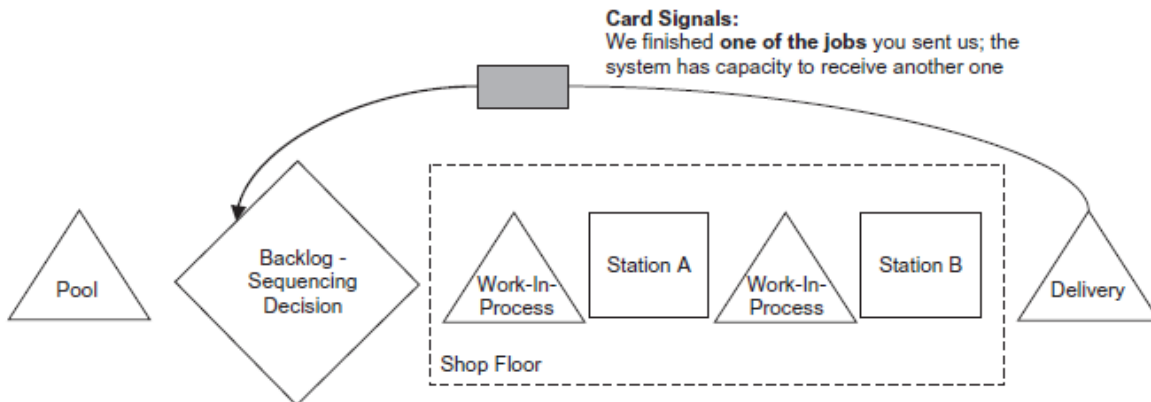 Card Signals:
We finished one of the jobs you sent us; the
system has capacity to receive another one
Pool
Backlog -
Sequencing
Decision
Work-In-
Process
Station A
Work-In-
Process
Station B
Delivery
Shop Floor